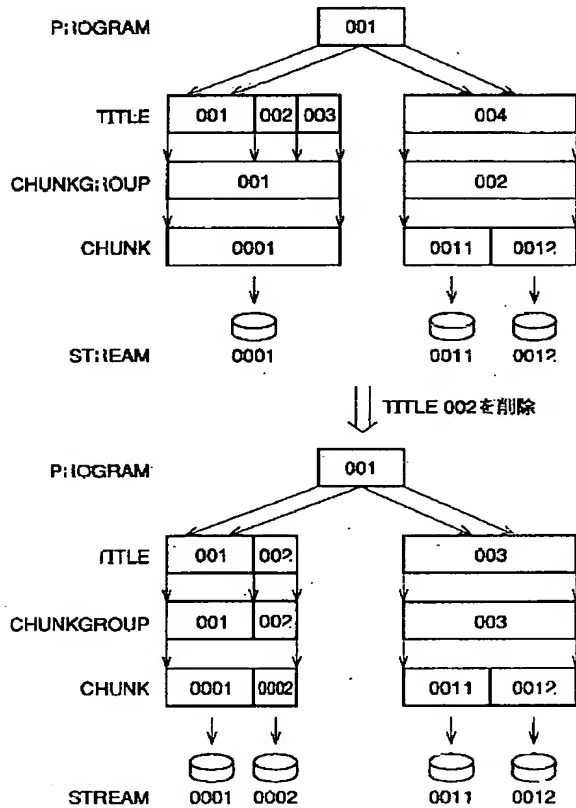 PROGRAM 001
TITLE 001 002 003 004
CHUNKGROUP 001 002
CHUNK 0001 0011 0012
STREAM 0001 0011 0012
TITLE 002を削除
PROGRAM 001
TITLE 001 002 003
CHUNKGROUP 001 002 003
CHUNK 0001 0002 0011 0012
STREAM 0001 0002 0011 0012